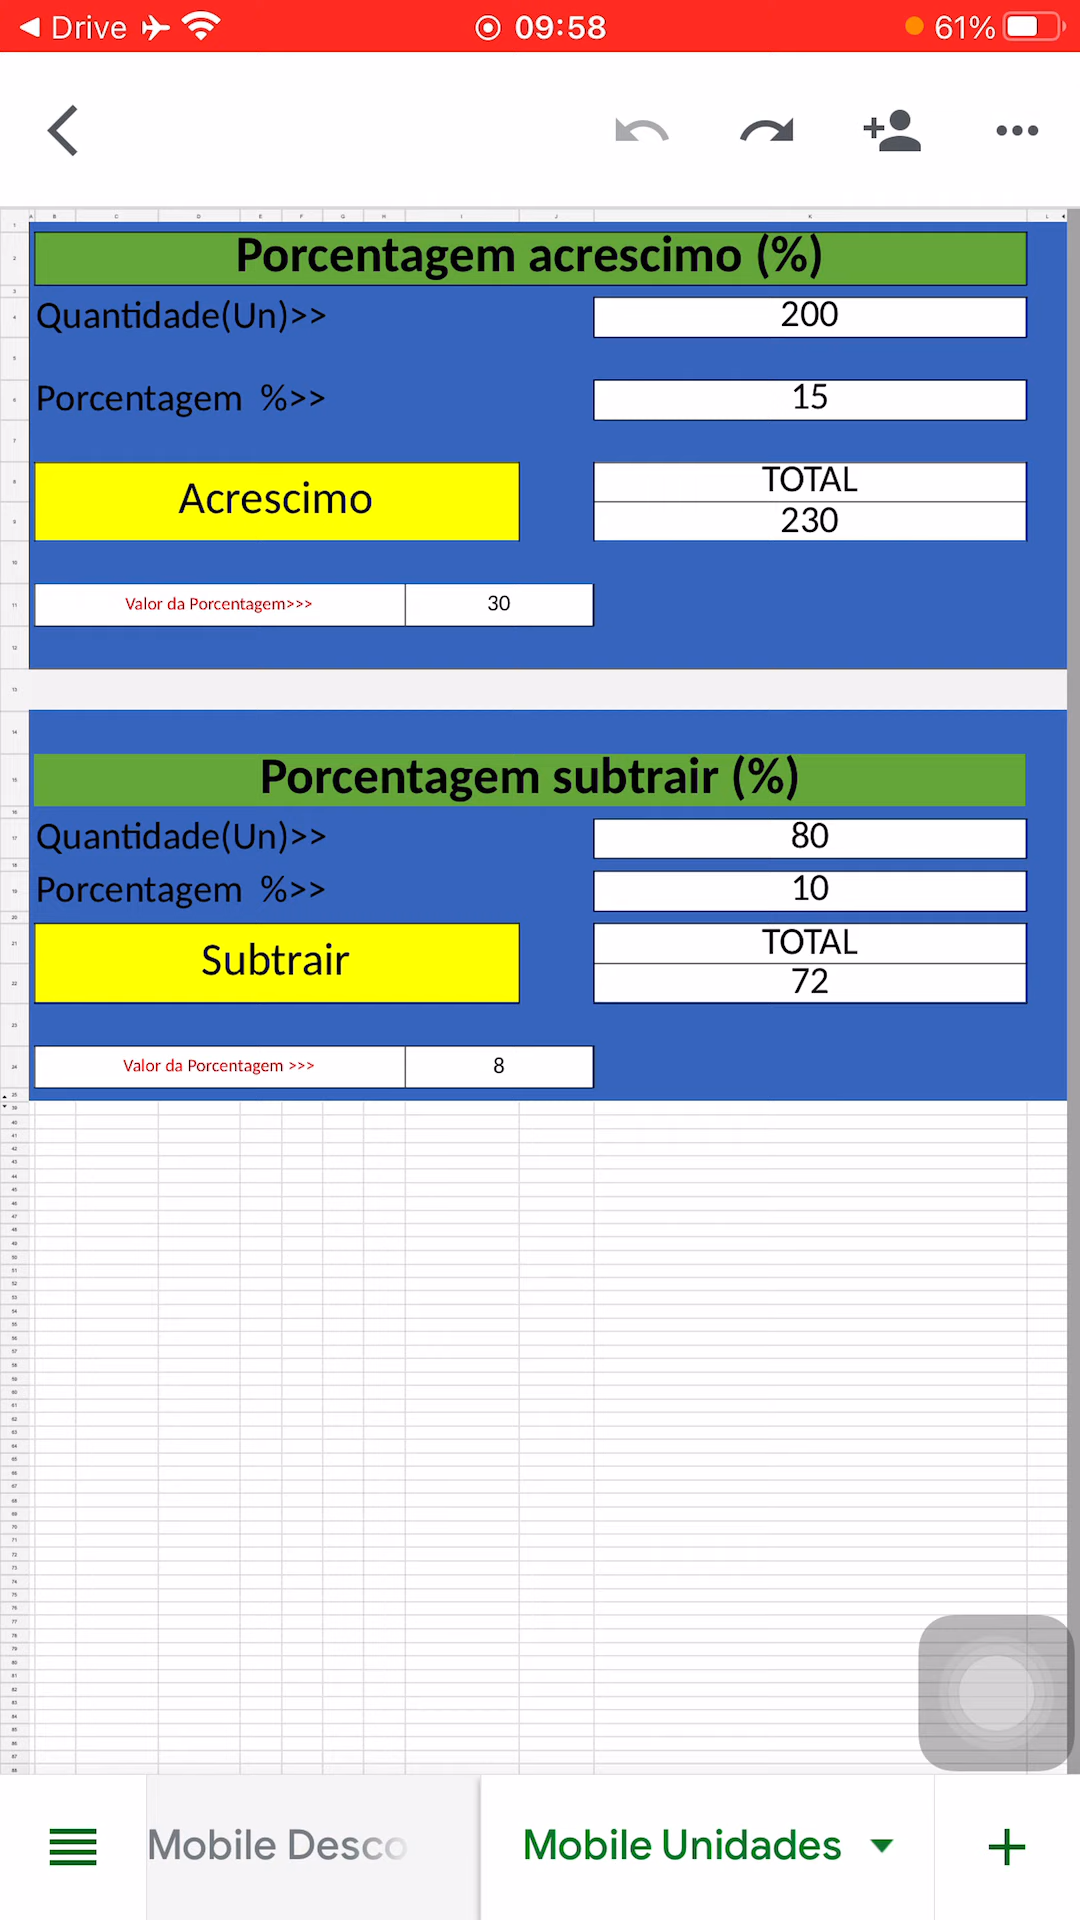 Drive 09:58 61%
Porcentagem acrescimo (%)
Quantidade(Un)>> 200
Porcentagem %>> 15
Acrescimo
TOTAL
230
Valor da Porcentagem>>> 30
Porcentagem subtrair (%)
Quantidade(Un)>> 80
Porcentagem %>> 10
Subtrair
TOTAL
72
Valor da Porcentagem >>> 8
Mobile Desco
Mobile Unidades